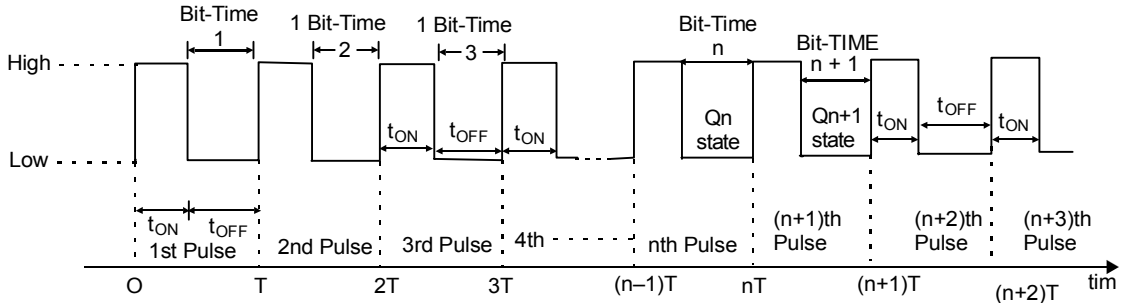 Bit-Time
1
1 Bit-Time
2
1 Bit-Time
3
Bit-Time
n
Bit-TIME
n + 1
High
Low
tON
tOFF
tON
Qn
state
Qn+1
state
tON
tOFF
tON
tON
tOFF
1st Pulse
2nd Pulse
3rd Pulse
4th
nth Pulse
(n+1)th
Pulse
(n+2)th
Pulse
(n+3)th
Pulse
O
T
2T
3T
(n–1)T
nT
(n+1)T
(n+2)T
tim